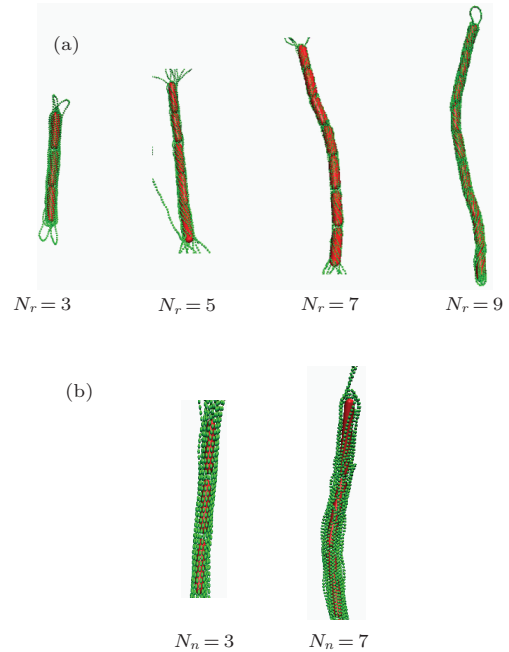 (a)
N_r = 3 N_r = 5 N_r = 7 N_r = 9
(b)
N_n = 3 N_n = 7